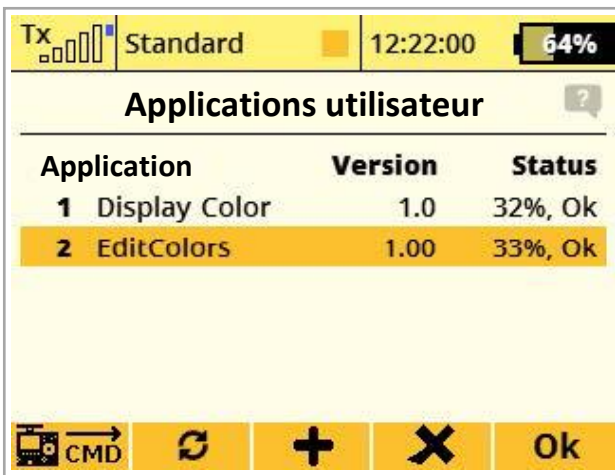 Tx Standard 12:22:00 64%
Applications utilisateur ?
Application Version Status
1 Display Color 1.0 32%, Ok
2 EditColors 1.00 33%, Ok
CMD Ok